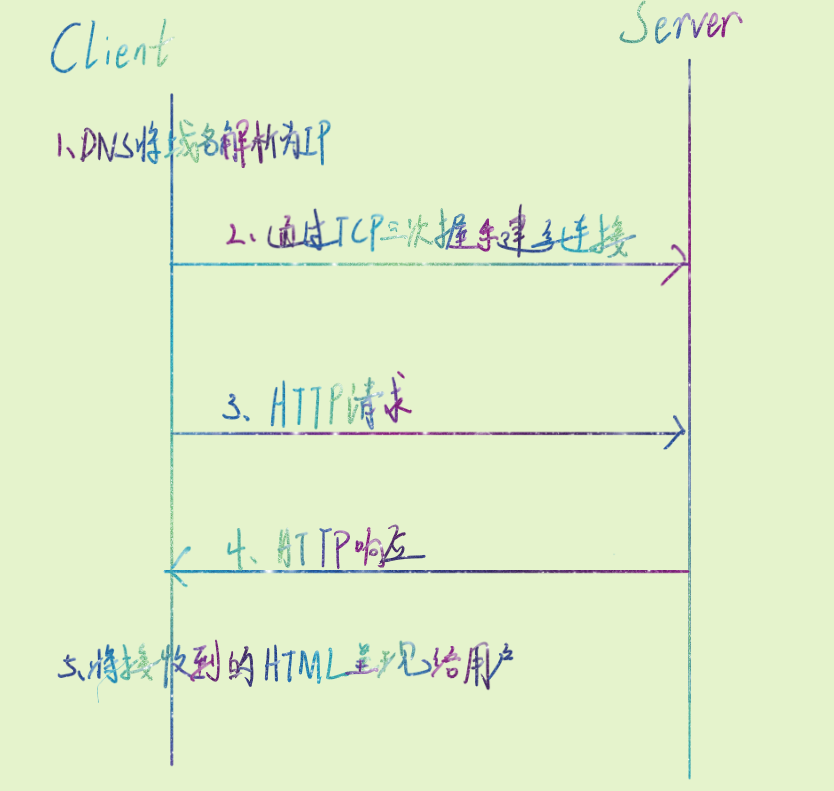 Client
Server
1、DNS将域名解析为IP
2、通过TCP三次握手建立连接
3、HTTP请求
4、HTTP响应
5、将接收到的HTML呈现给用户